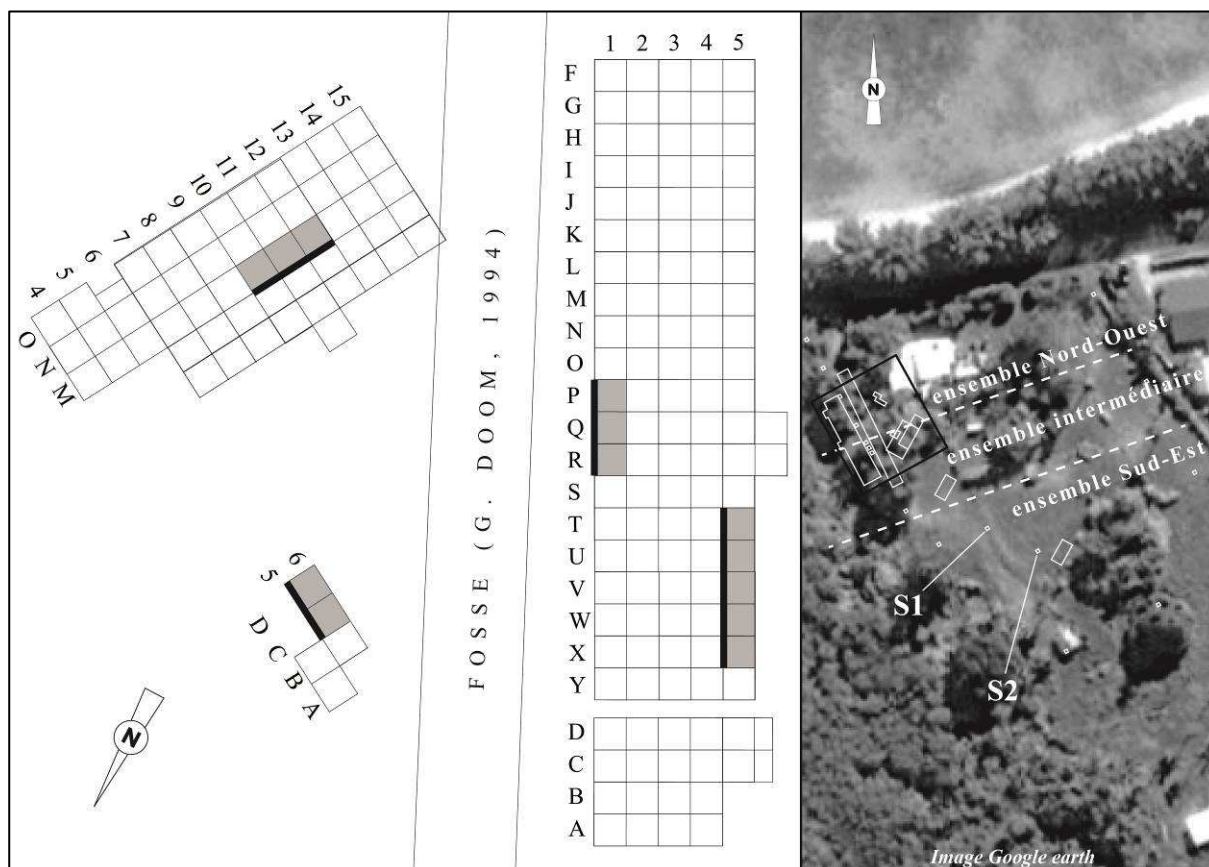 4
5
6
7
8
9
10
11
12
13
14
15
O
N
M
5
6
D
C
B
A
N
FOSSE (G. DOOM, 1994)
1 2 3 4 5
F
G
H
I
J
K
L
M
N
O
P
Q
R
S
T
U
V
W
X
Y
D
C
B
A
N
ensemble Nord-Ouest
ensemble intermédiaire
ensemble Sud-Est
S1
S2
Image Google earth